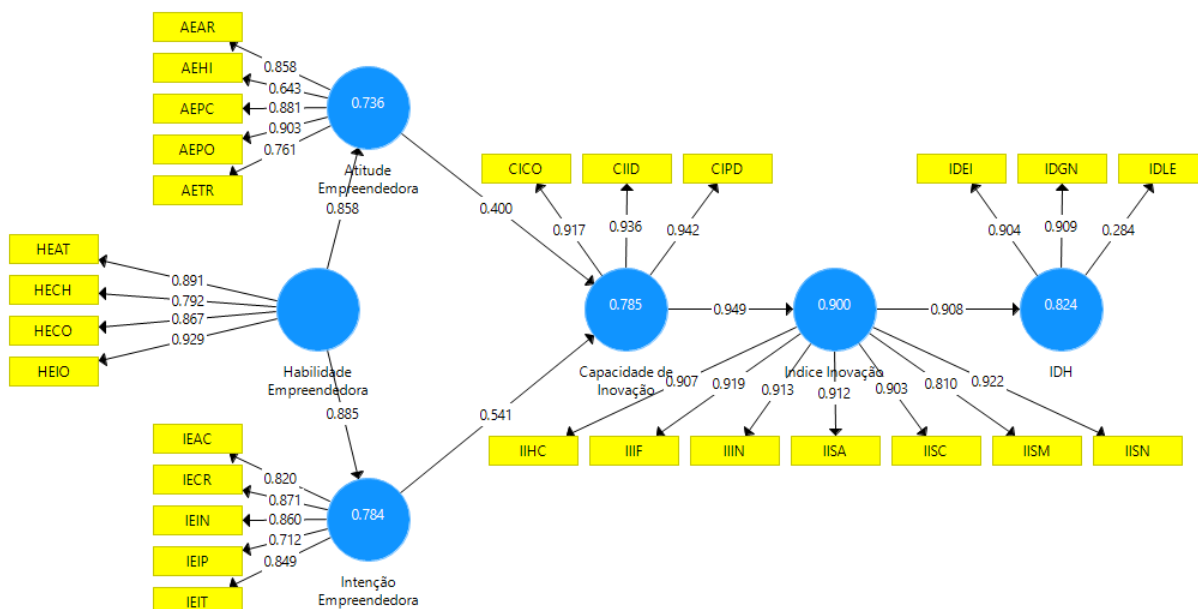 AEAR
AEHI
AEPC
AEPO
AETR
0.858
0.643
0.881
0.903
0.761
0.736
Atitude
Empreendedora
0.858
0.400
HEAT
HECH
HECO
HEIO
0.891
0.792
0.867
0.929
Habilidade
Empreendedora
0.885
0.541
IEAC
IECR
IEIN
IEIP
IEIT
0.820
0.871
0.860
0.712
0.849
0.784
Intenção
Empreendedora
CICO
CIID
CIPD
0.917
0.936
0.942
0.785
Capacidade de
Inovação
0.949
0.900
Indice Inovação
0.907
0.919
0.913
0.912
0.903
0.810
0.922
IIHC
IIIF
IIIN
IISA
IISC
IISM
IISN
0.908
IDEI
IDGN
IDLE
0.904
0.909
0.284
0.824
IDH